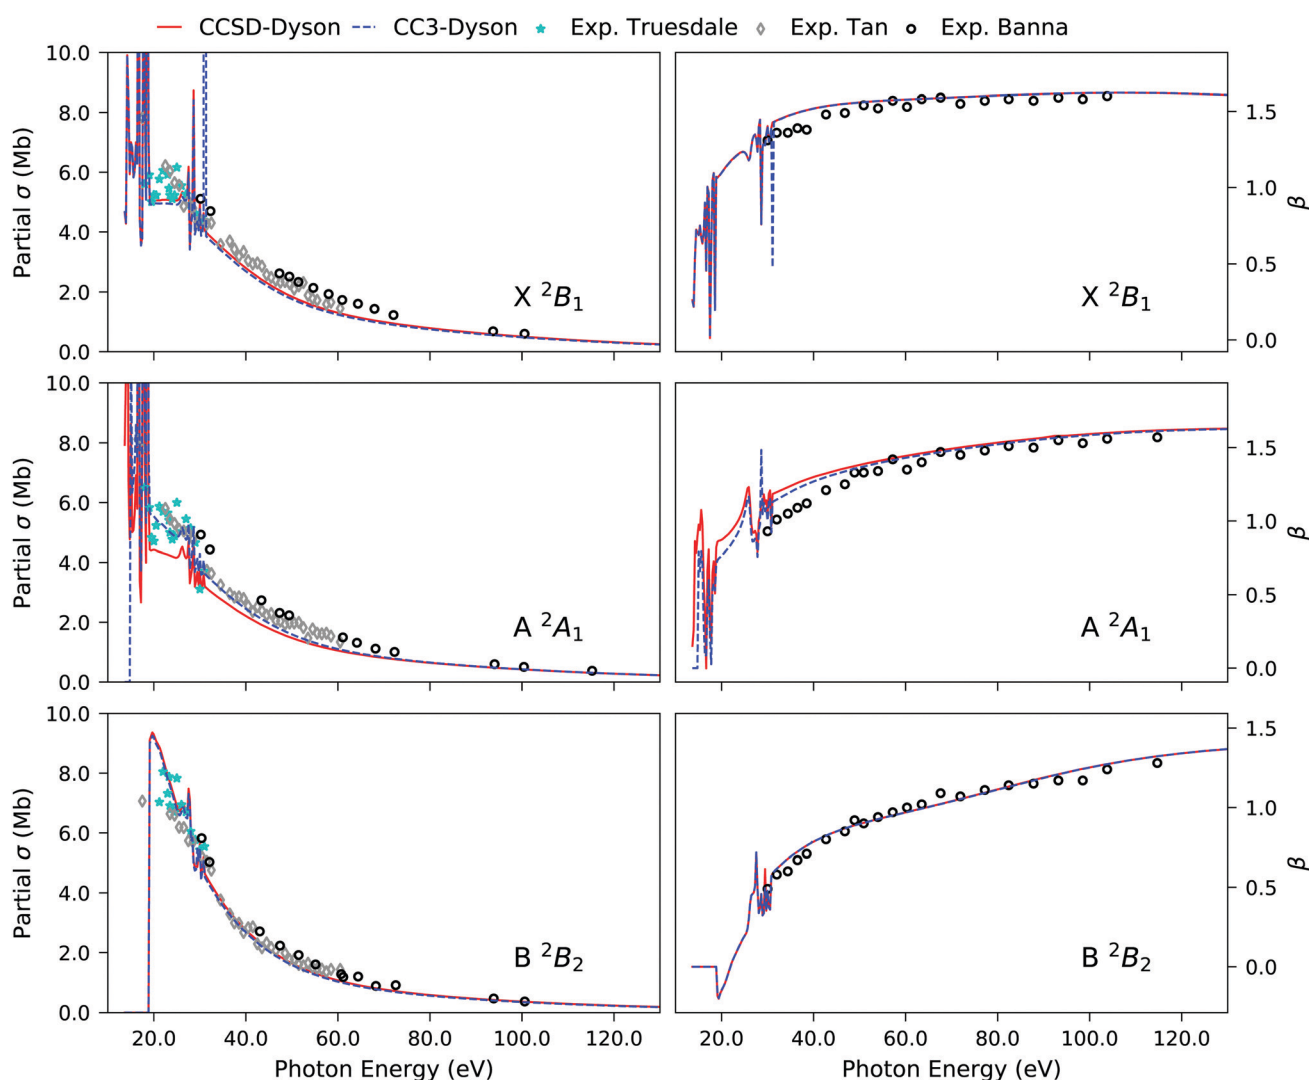 CCSD-Dyson CC3-Dyson Exp. Truesdale Exp. Tan Exp. Banna
10.0
8.0
6.0
4.0
2.0
0.0
Partial σ (Mb)
X ²B₁
1.5
1.0
0.5
0.0
β
X ²B₁
10.0
8.0
6.0
4.0
2.0
0.0
Partial σ (Mb)
A ²A₁
1.5
1.0
0.5
0.0
β
A ²A₁
10.0
8.0
6.0
4.0
2.0
0.0
Partial σ (Mb)
B ²B₂
20.0 40.0 60.0 80.0 100.0 120.0
Photon Energy (eV)
1.5
1.0
0.5
0.0
β
B ²B₂
20.0 40.0 60.0 80.0 100.0 120.0
Photon Energy (eV)